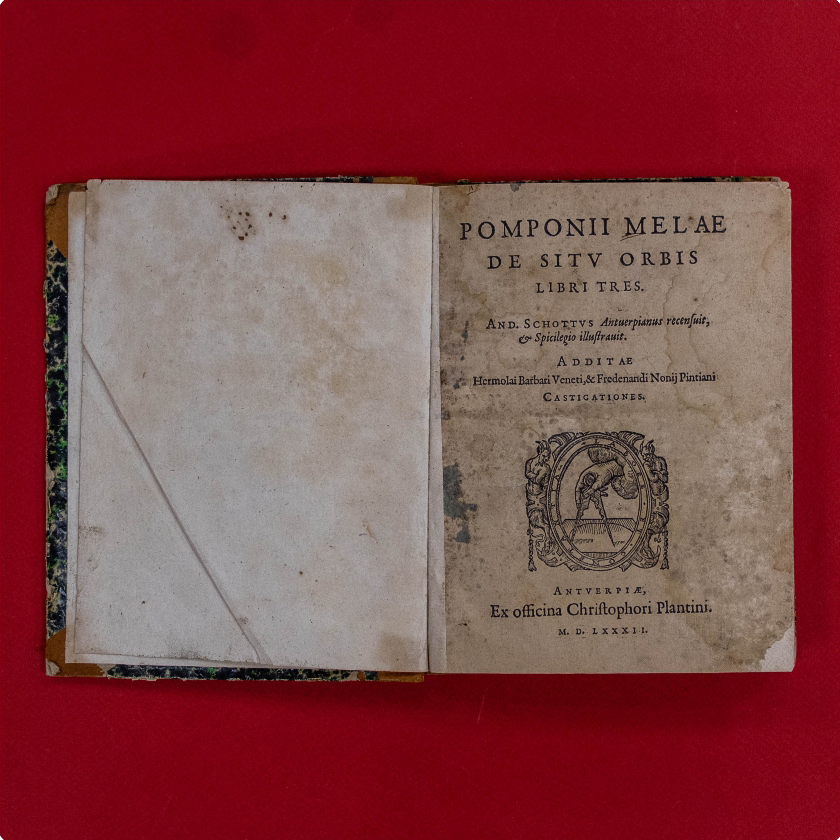 POMPONII MELAE
DE SITV ORBIS
LIBRI TRES.
AND. SCHOTTVS Antuerpianus recenſuit,
& Spicilegio illuſtrauit.
ADDITAE
Hermolai Barbari Veneti, & Fredenandi Nonij Pintiani
CASTIGATIONES.
ANTVERPIÆ,
Ex officina Chriſtophori Plantini.
M. D. LXXXII.